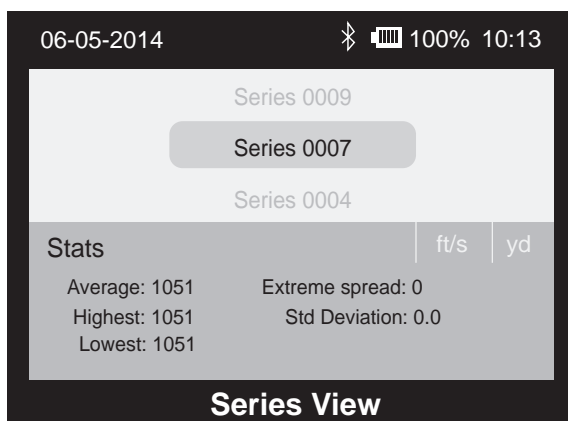 06-05-2014 100% 10:13
Series 0009
Series 0007
Series 0004
Stats ft/s yd
Average: 1051 Extreme spread: 0
Highest: 1051 Std Deviation: 0.0
Lowest: 1051
Series View